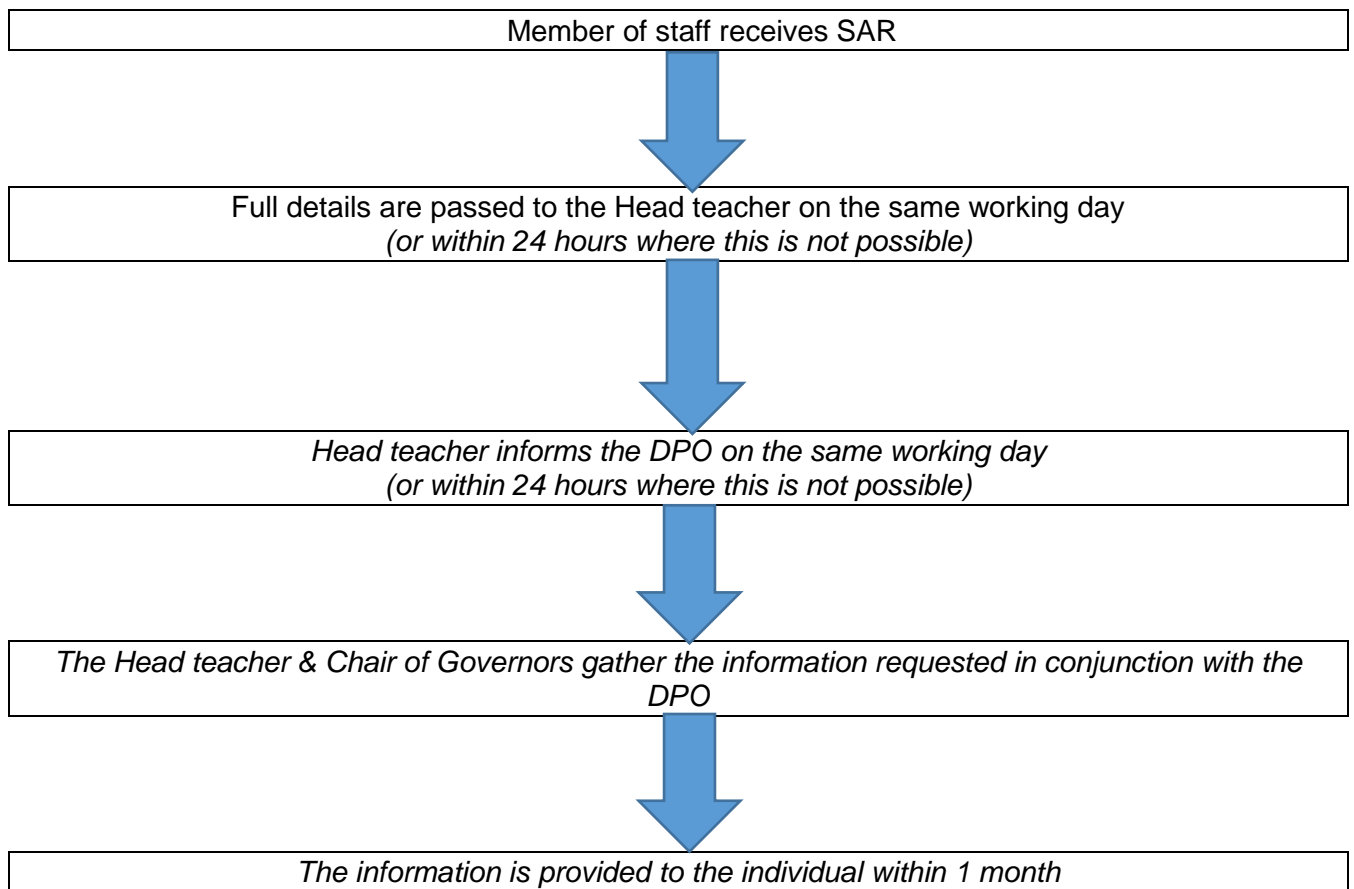 Member of staff receives SAR
Full details are passed to the Head teacher on the same working day
(or within 24 hours where this is not possible)
Head teacher informs the DPO on the same working day
(or within 24 hours where this is not possible)
The Head teacher & Chair of Governors gather the information requested in conjunction with the
DPO
The information is provided to the individual within 1 month